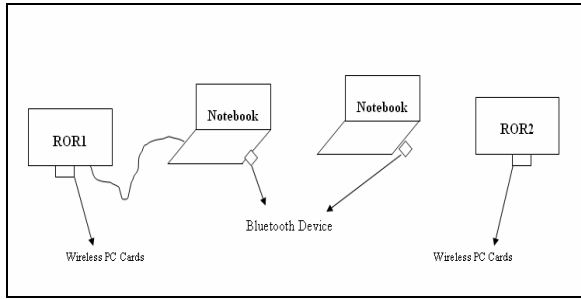 Notebook
Notebook
ROR1
ROR2
Bluetooth Device
Wireless PC Cards
Wireless PC Cards